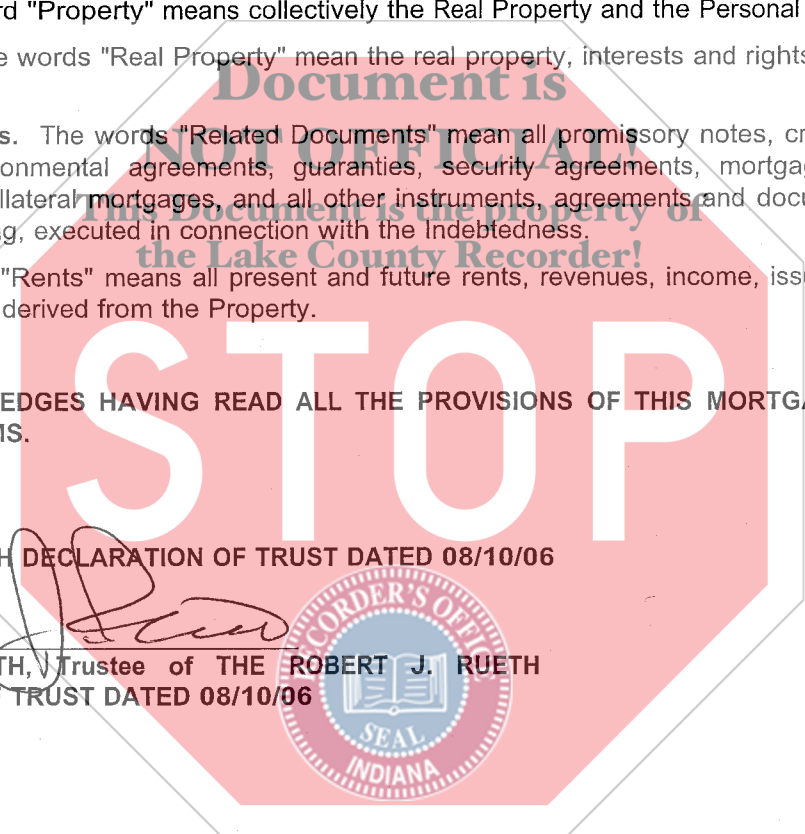 rd "Property" means collectively the Real Property and the Personal
e words "Real Property" mean the real property, interests and rights,
Document is
s. The words "Related Documents" mean all promissory notes, cr
NOT OFFICIAL!
onmental agreements, guaranties, security agreements, mortgag
llateral mortgages, and all other instruments, agreements and docu
This Document is the property of
g, executed in connection with the Indebtedness.
the Lake County Recorder!
"Rents" means all present and future rents, revenues, income, issu
derived from the Property.
STOP
EDGES HAVING READ ALL THE PROVISIONS OF THIS MORTGA
MS.
H DECLARATION OF TRUST DATED 08/10/06
RECORDER'S OFFIC
TH, Trustee of THE ROBERT J. RUETH
F TRUST DATED 08/10/06
SEAL
INDIANA